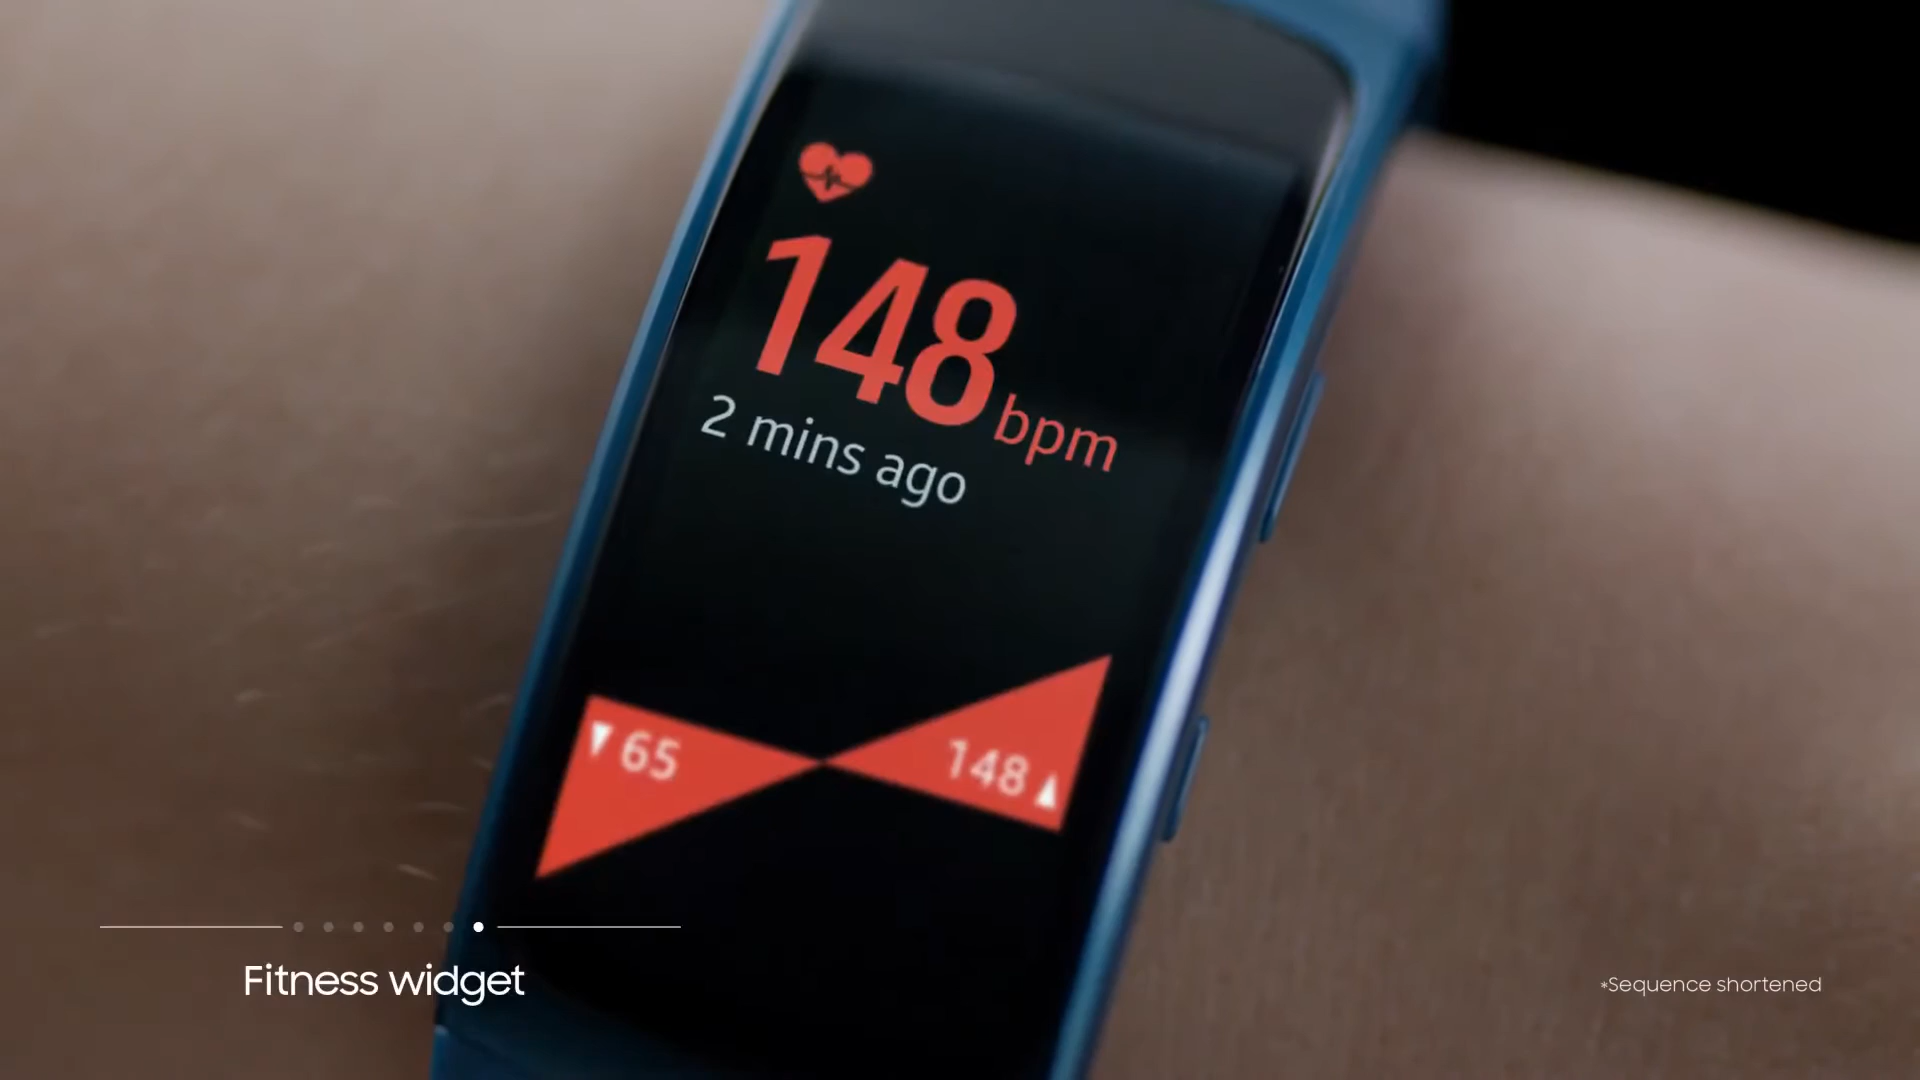 148 bpm
2 mins ago
▼65
148▲
Fitness widget
*Sequence shortened